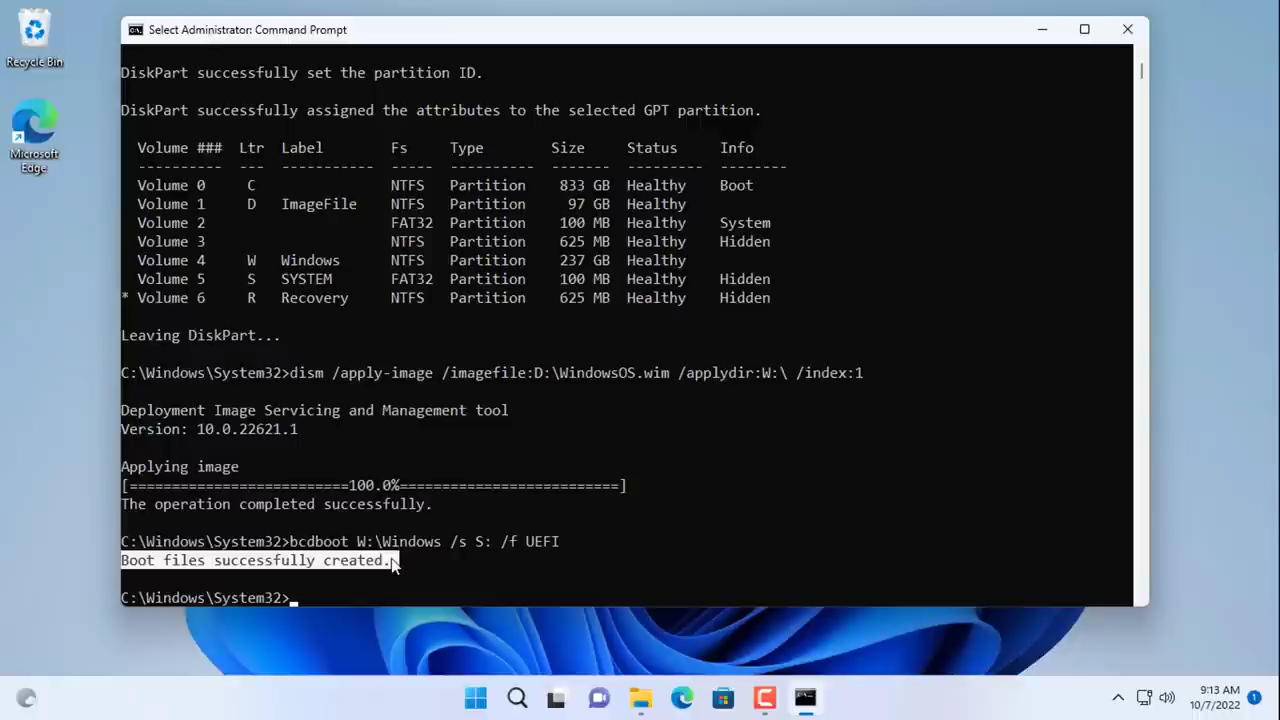 Recycle Bin
Microsoft
Edge
Select Administrator: Command Prompt
DiskPart successfully set the partition ID.
DiskPart successfully assigned the attributes to the selected GPT partition.
Volume ### Ltr Label Fs Type Size Status Info
---------- --- ----------- ----- ---------- ------- --------- --------
Volume 0 C NTFS Partition 833 GB Healthy Boot
Volume 1 D ImageFile NTFS Partition 97 GB Healthy
Volume 2 FAT32 Partition 100 MB Healthy System
Volume 3 NTFS Partition 625 MB Healthy Hidden
Volume 4 W Windows NTFS Partition 237 GB Healthy
Volume 5 S SYSTEM FAT32 Partition 100 MB Healthy Hidden
* Volume 6 R Recovery NTFS Partition 625 MB Healthy Hidden
Leaving DiskPart...
C:\Windows\System32>dism /apply-image /imagefile:D:\WindowsOS.wim /applydir:W:\ /index:1
Deployment Image Servicing and Management tool
Version: 10.0.22621.1
Applying image
[==========================100.0%==========================]
The operation completed successfully.
C:\Windows\System32>bcdboot W:\Windows /s S: /f UEFI
Boot files successfully created.
C:\Windows\System32>
9:13 AM
10/7/2022
1